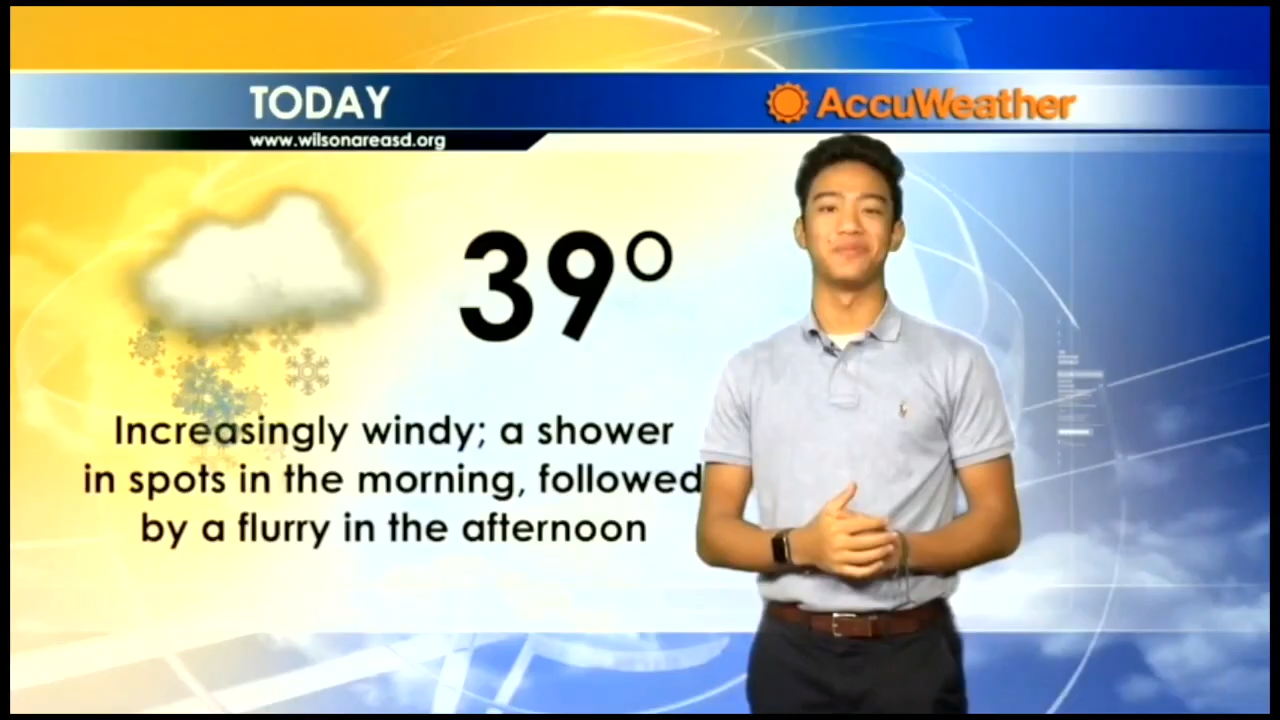 TODAY
AccuWeather
www.wilsonareasd.org
39°
Increasingly windy; a shower
in spots in the morning, followed
by a flurry in the afternoon